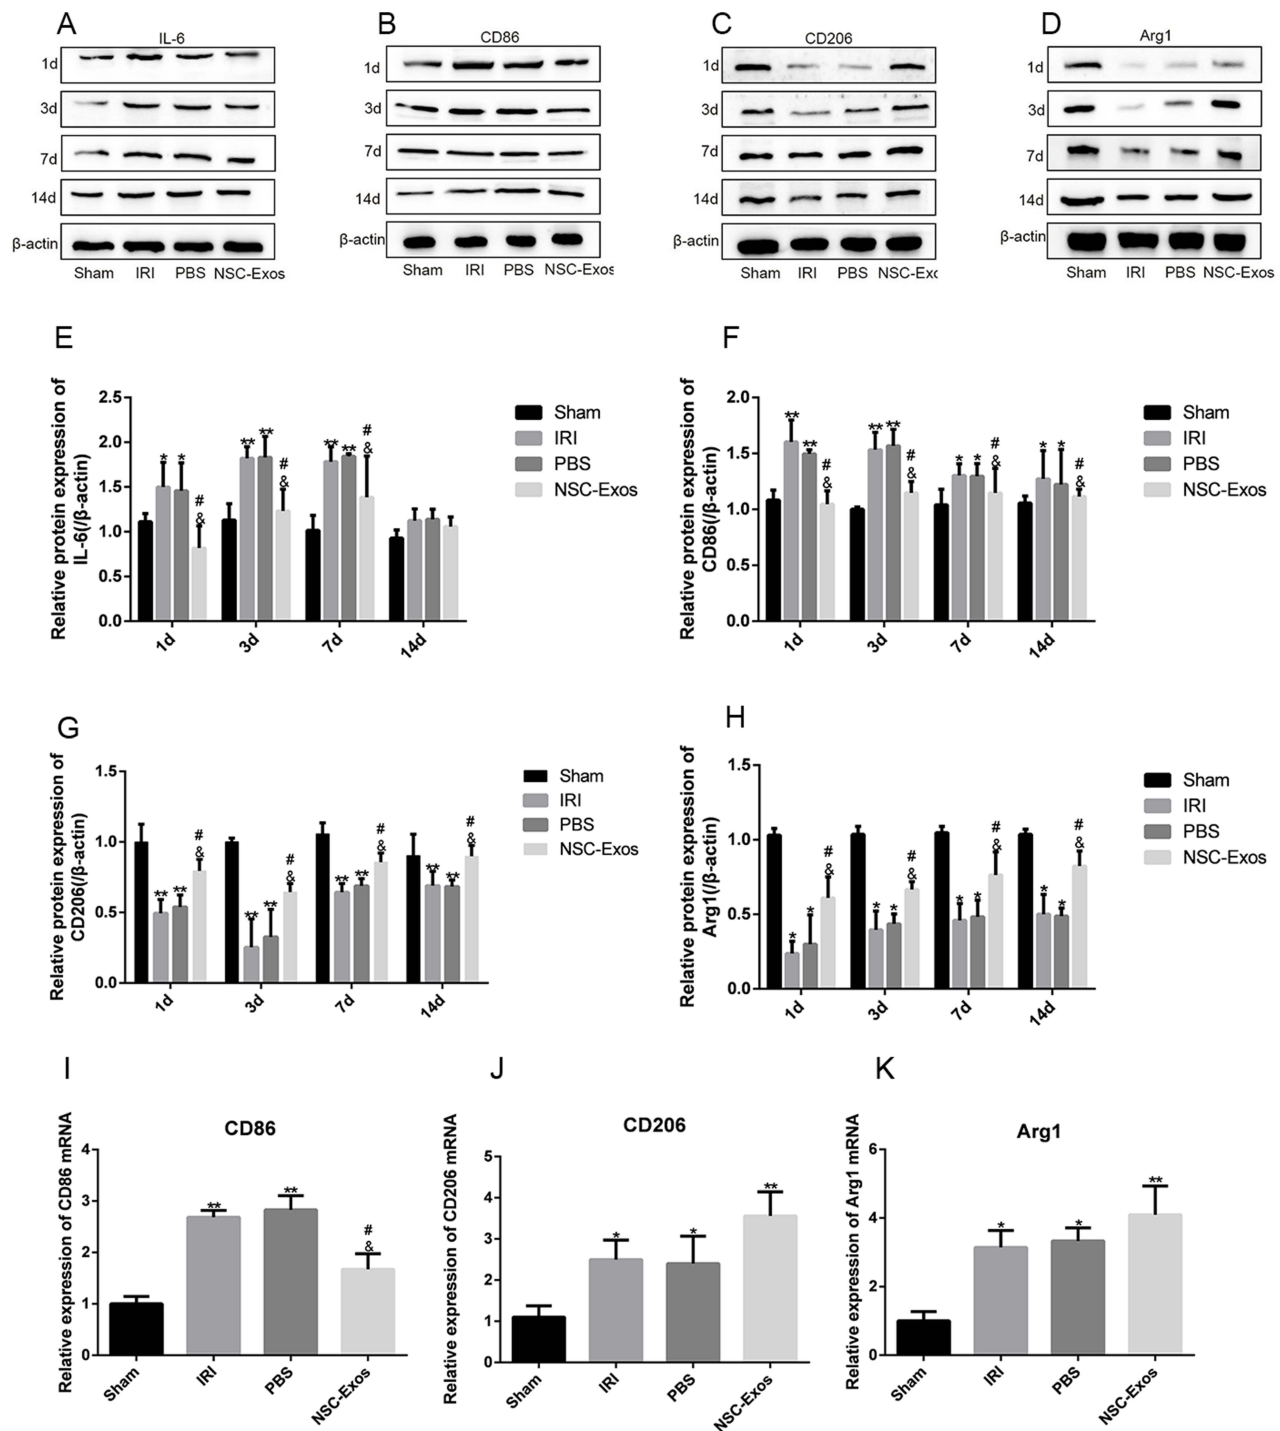 A
B
C
D
IL-6
CD86
CD206
Arg1
1d
3d
7d
14d
β-actin
Sham IRI PBS NSC-Exos
1d
3d
7d
14d
β-actin
Sham IRI PBS NSC-Exos
1d
3d
7d
14d
β-actin
Sham IRI PBS NSC-Exo
1d
3d
7d
14d
β-actin
Sham IRI PBS NSC-Exos
E
Relative protein expression of
IL-6(/β-actin)
2.5
2.0
1.5
1.0
0.5
0.0
* * # &
** ** # &
** ** # &
1d 3d 7d 14d
Sham
IRI
PBS
NSC-Exos
F
Relative protein expression of
CD86(/β-actin)
2.0
1.5
1.0
0.5
0.0
** ** # &
** ** # &
* * # &
* * # &
1d 3d 7d 14d
Sham
IRI
PBS
NSC-Exos
G
Relative protein expression of
CD206(/β-actin)
1.5
1.0
0.5
0.0
** ** # &
** ** # &
** ** # &
** ** # &
1d 3d 7d 14d
Sham
IRI
PBS
NSC-Exos
H
Relative protein expression of
Arg1(/β-actin)
1.5
1.0
0.5
0.0
* * # &
* * # &
* * # &
* * # &
1d 3d 7d 14d
Sham
IRI
PBS
NSC-Exos
I
CD86
Relative expression of CD86 mRNA
4
3
2
1
0
** ** # &
Sham IRI PBS NSC-Exos
J
CD206
Relative expression of CD206 mRNA
5
4
3
2
1
0
* * **
Sham IRI PBS NSC-Exos
K
Arg1
Relative expression of Arg1 mRNA
6
4
2
0
* * **
Sham IRI PBS NSC-Exos